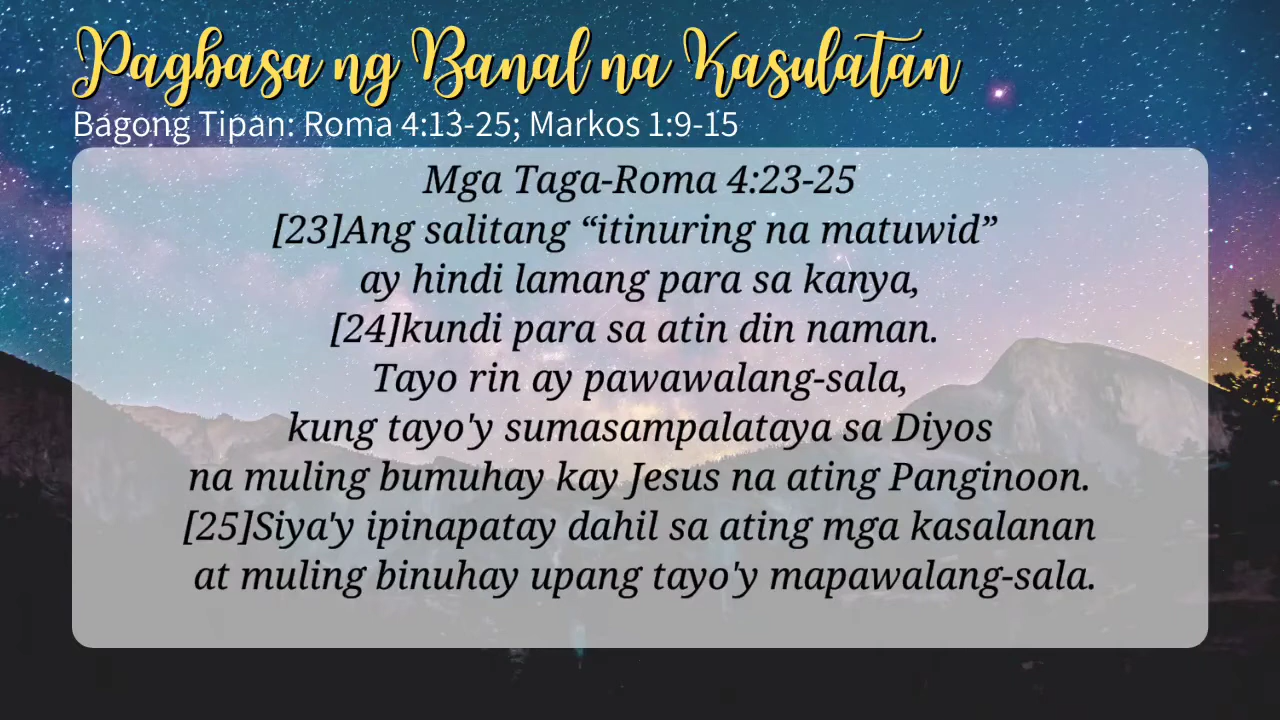 Pagbasa ng Banal na Kasulatan
Bagong Tipan: Roma 4:13-25; Markos 1:9-15
Mga Taga-Roma 4:23-25
[23]Ang salitang “itinuring na matuwid”
ay hindi lamang para sa kanya,
[24]kundi para sa atin din naman.
Tayo rin ay pawawalang-sala,
kung tayo'y sumasampalataya sa Diyos
na muling bumuhay kay Jesus na ating Panginoon.
[25]Siya'y ipinapatay dahil sa ating mga kasalanan
at muling binuhay upang tayo'y mapawalang-sala.